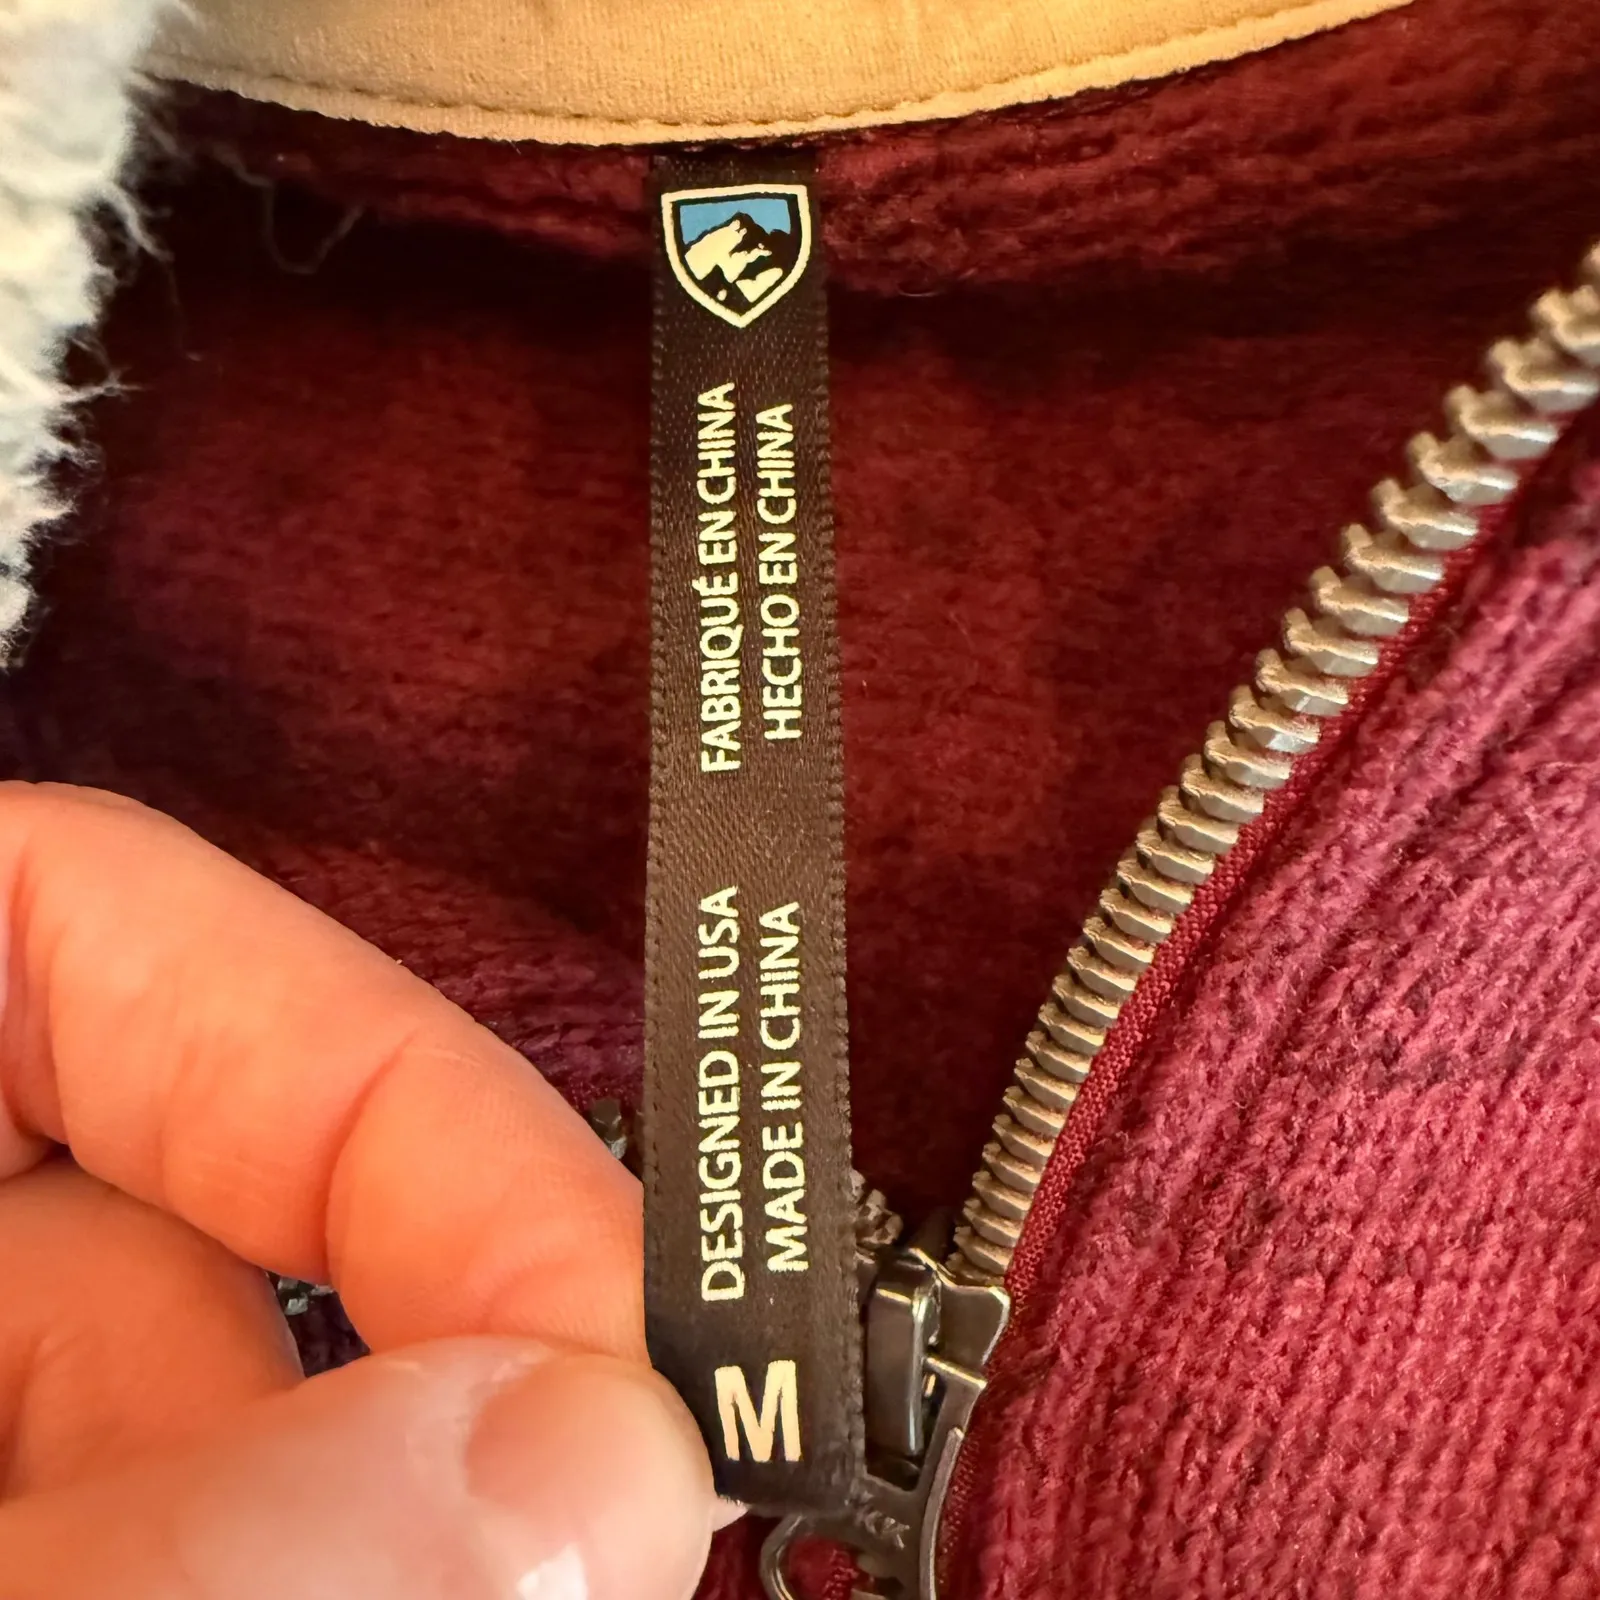 FABRIQUÉ EN CHINA
HECHO EN CHINA
DESIGNED IN USA
MADE IN CHINA
M